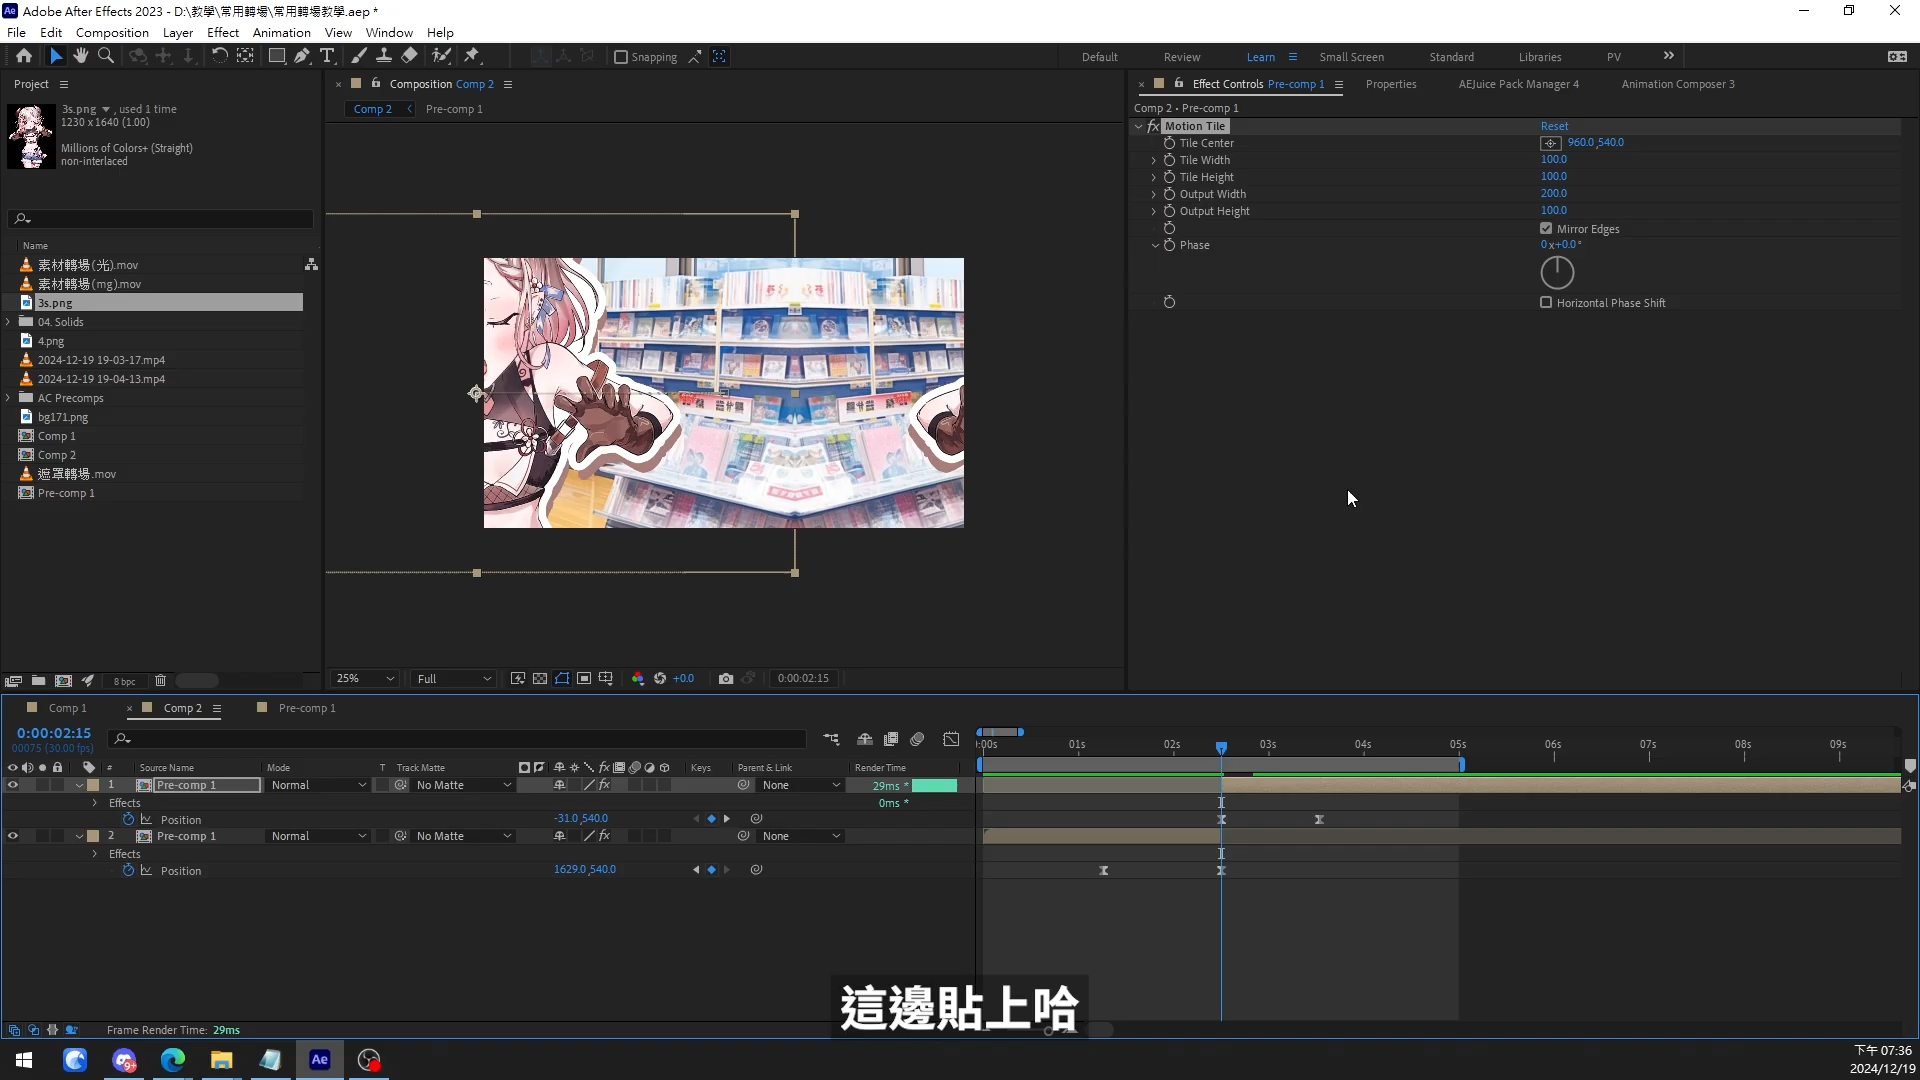 Adobe After Effects 2023 - D:\教學\常用轉場\常用轉場教學.aep *
File Edit Composition Layer Effect Animation View Window Help
Snapping
Default Review Learn Small Screen Standard Libraries PV
Project
3s.png , used 1 time
1230 x 1640 (1.00)
Millions of Colors+ (Straight)
non-interlaced
Name
素材轉場(光).mov
素材轉場(mg).mov
3s.png
04. Solids
4.png
2024-12-19 19-03-17.mp4
2024-12-19 19-04-13.mp4
AC Precomps
bg171.png
Comp 1
Comp 2
遮罩轉場.mov
Pre-comp 1
8 bpc
Composition Comp 2
Comp 2 Pre-comp 1
25% Full +0.0 0:00:02:15
Effect Controls Pre-comp 1 Properties AEJuice Pack Manager 4 Animation Composer 3
Comp 2 • Pre-comp 1
fx Motion Tile Reset
Tile Center 960.0,540.0
Tile Width 100.0
Tile Height 100.0
Output Width 200.0
Output Height 100.0
Mirror Edges
Phase 0x+0.0°
Horizontal Phase Shift
Comp 1 Comp 2 Pre-comp 1
0:00:02:15
00075 (30.00 fps)
# Source Name Mode T Track Matte fx Keys Parent & Link Render Time
:00s 01s 02s 03s 04s 05s 06s 07s 08s 09s
1 Pre-comp 1 Normal No Matte fx None 29ms *
Effects 0ms *
Position -31.0,540.0
2 Pre-comp 1 Normal No Matte fx None
Effects
Position 1629.0,540.0
這邊貼上哈
Frame Render Time: 29ms
9+
Ae
下午 07:36
2024/12/19